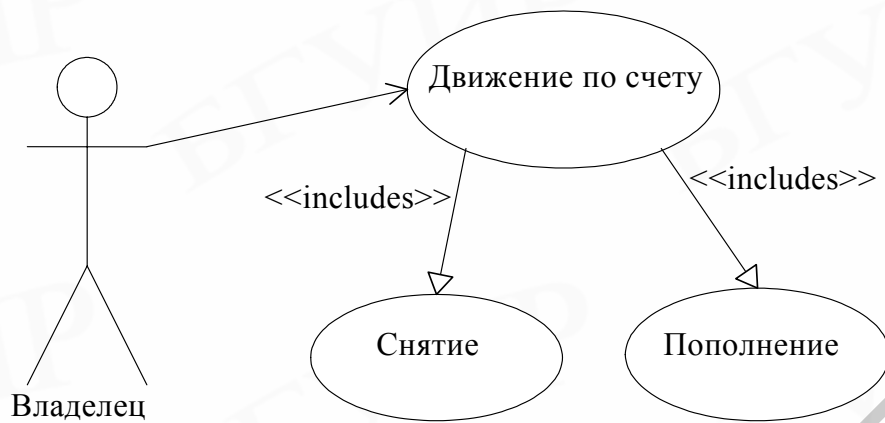 Движение по счету
<<includes>>
<<includes>>
Снятие
Пополнение
Владелец